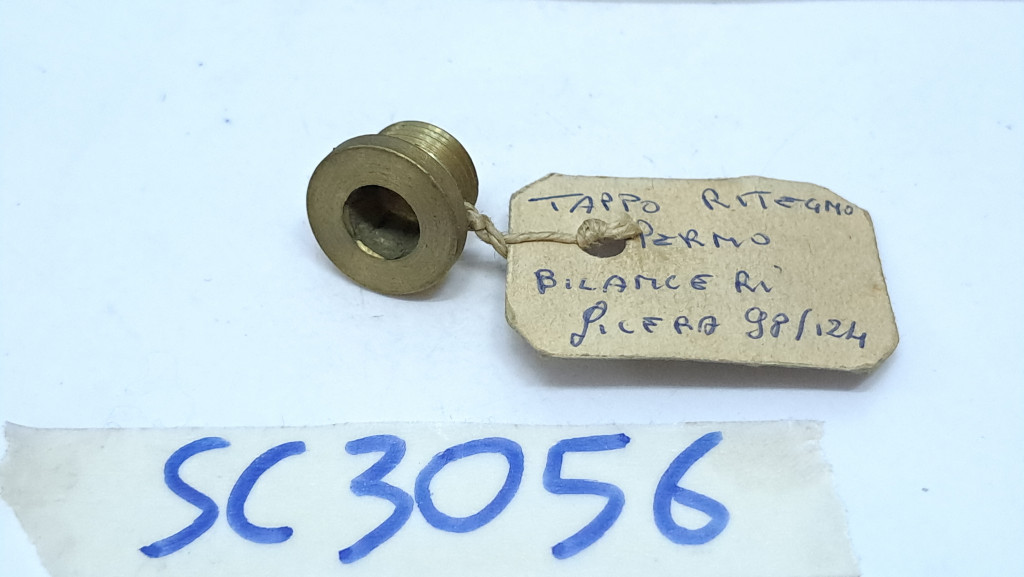 TAPPO RITEGNO
PERNO
BILANCERI
GILERA 98/124
SC3056